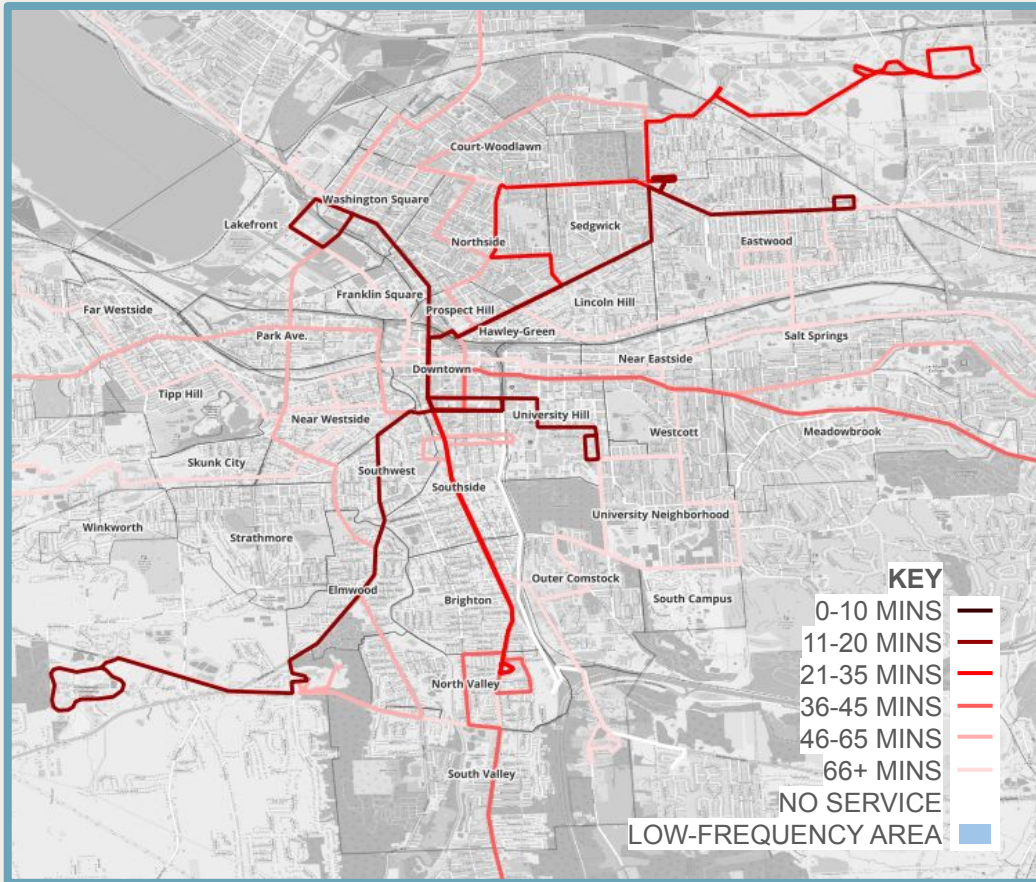 Court-Woodlawn
Washington Square
Lakefront
Sedgwick
Northside
Eastwood
Franklin Square
Lincoln Hill
Far Westside
Prospect Hill
Park Ave.
Hawley-Green
Salt Springs
Near Eastside
Downtown
Tipp Hill
Near Westside
University Hill
Westcott
Meadowbrook
Skunk City
Southwest
Southside
University Neighborhood
Winkworth
Strathmore
Elmwood
Outer Comstock
Brighton
South Campus
North Valley
South Valley
KEY
0-10 MINS
11-20 MINS
21-35 MINS
36-45 MINS
46-65 MINS
66+ MINS
NO SERVICE
LOW-FREQUENCY AREA